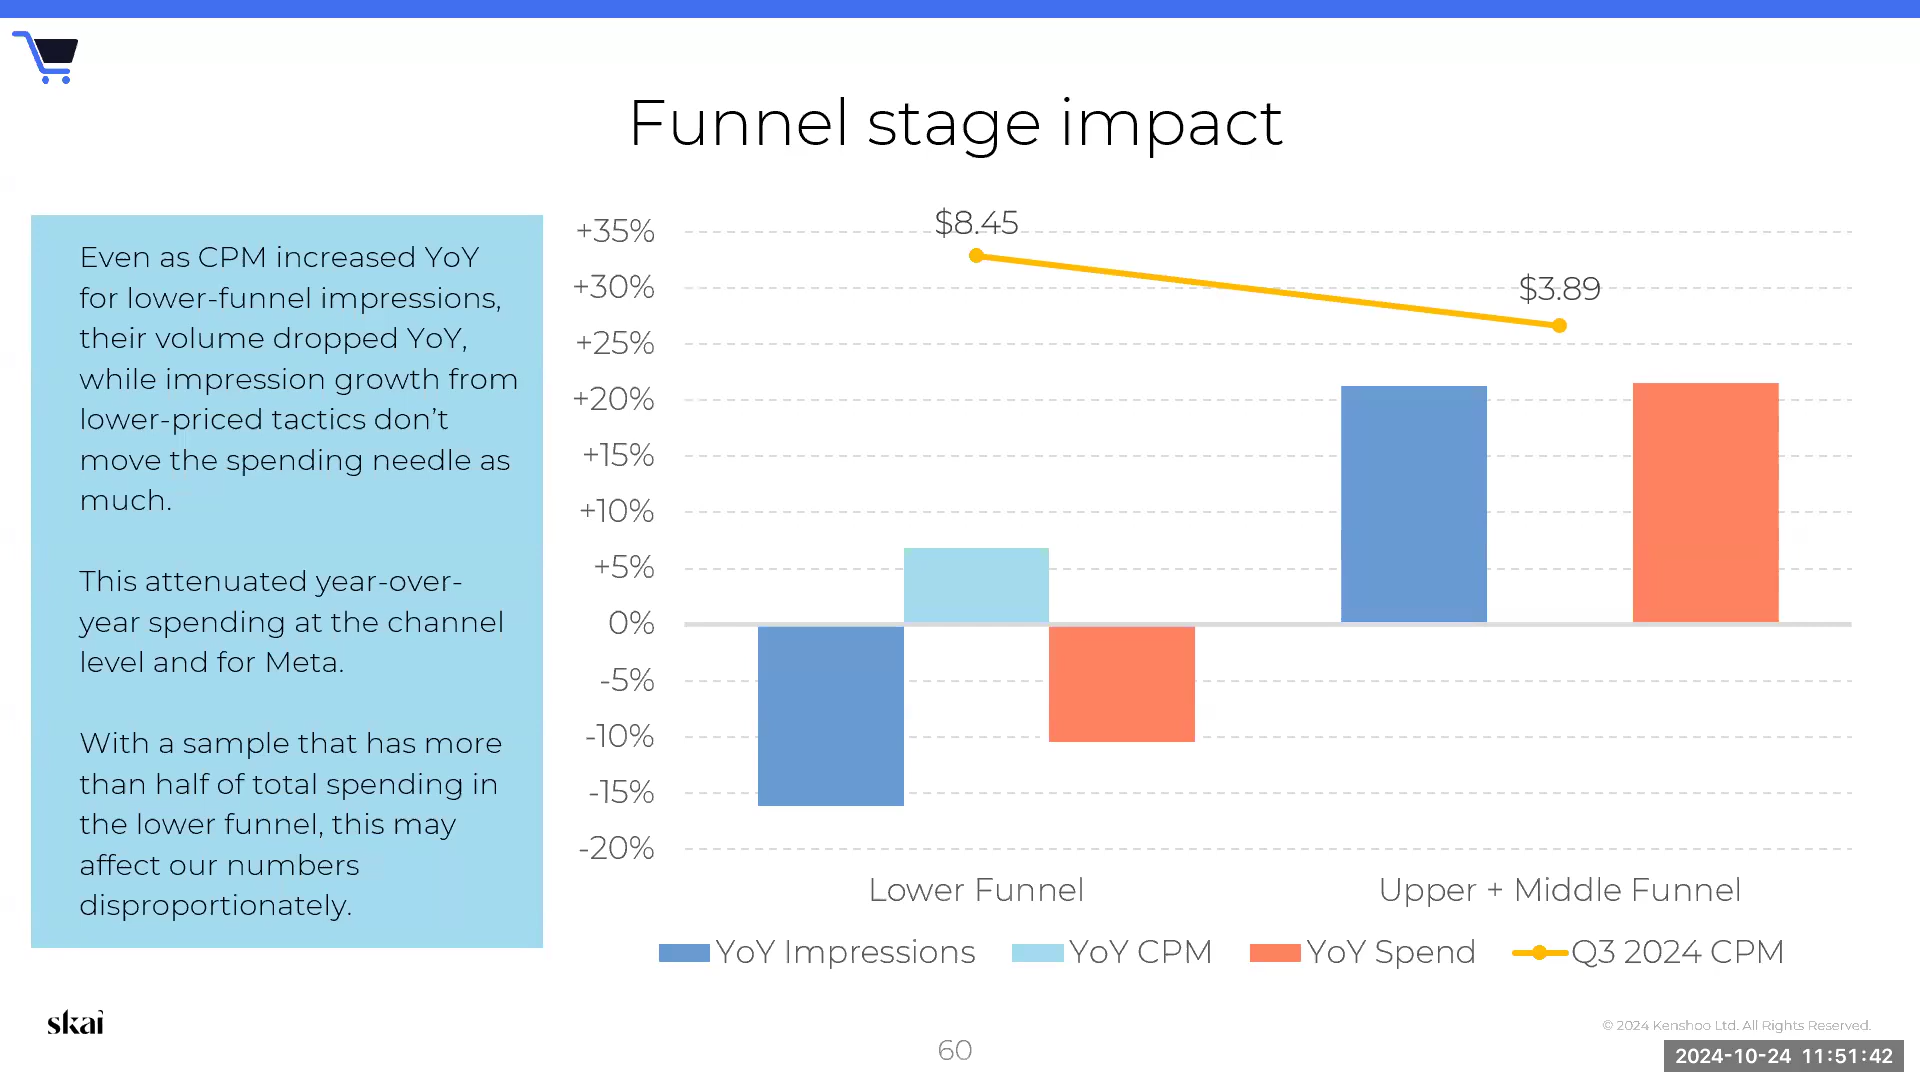 Funnel stage impact
Even as CPM increased YoY
for lower-funnel impressions,
their volume dropped YoY,
while impression growth from
lower-priced tactics don’t
move the spending needle as
much.
This attenuated year-over-
year spending at the channel
level and for Meta.
With a sample that has more
than half of total spending in
the lower funnel, this may
affect our numbers
disproportionately.
+35%
+30%
+25%
+20%
+15%
+10%
+5%
0%
-5%
-10%
-15%
-20%
$8.45
$3.89
Lower Funnel
Upper + Middle Funnel
YoY Impressions
YoY CPM
YoY Spend
Q3 2024 CPM
skai
60
© 2024 Kenshoo Ltd. All Rights Reserved.
2024-10-24 11:51:42